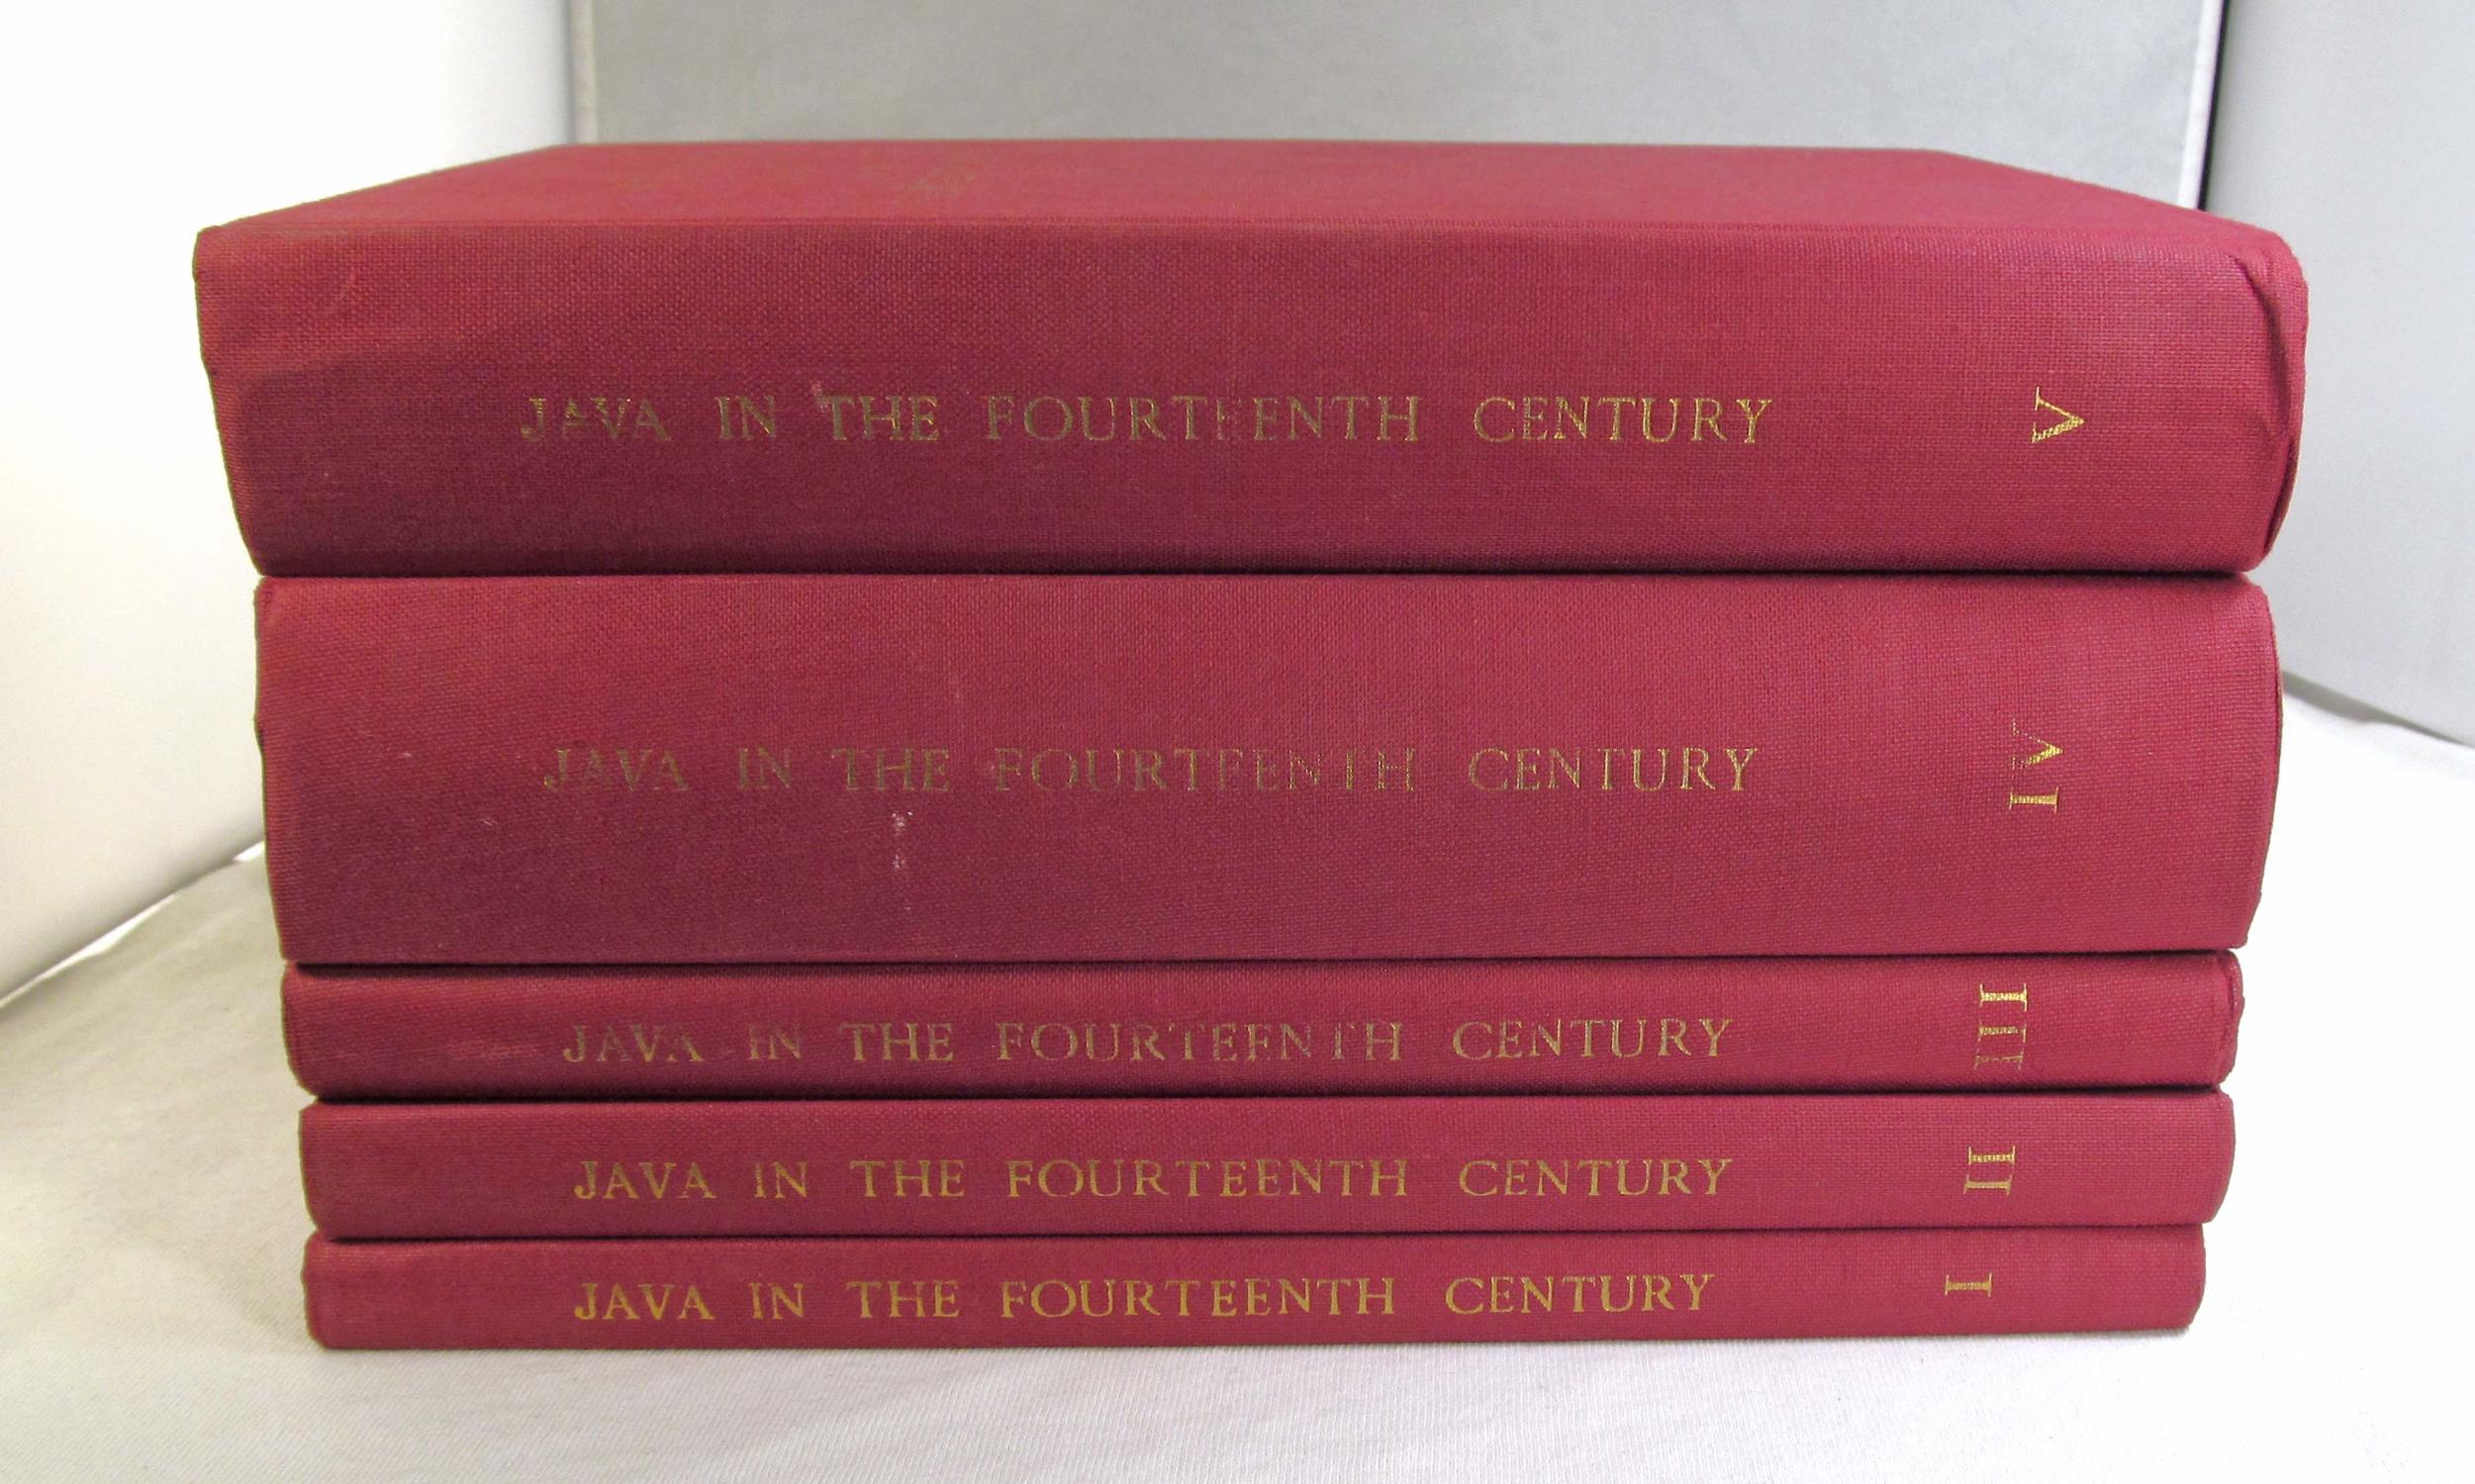 JAVA IN THE FOURTEENTH CENTURY V
JAVA IN THE FOURTEENTH CENTURY IV
JAVA IN THE FOURTEENTH CENTURY III
JAVA IN THE FOURTEENTH CENTURY II
JAVA IN THE FOURTEENTH CENTURY I